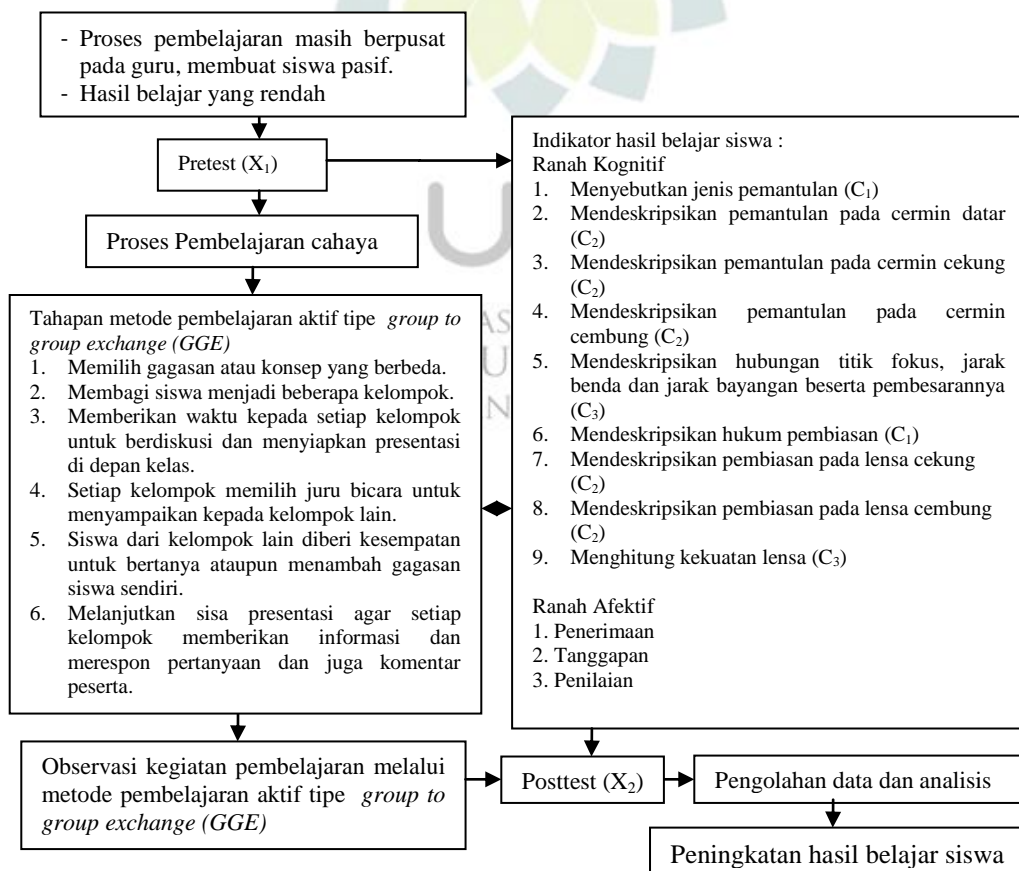 - Proses pembelajaran masih berpusat
pada guru, membuat siswa pasif.
- Hasil belajar yang rendah
Pretest (X₁)
Proses Pembelajaran cahaya
Tahapan metode pembelajaran aktif tipe group to
group exchange (GGE)
1. Memilih gagasan atau konsep yang berbeda.
2. Membagi siswa menjadi beberapa kelompok.
3. Memberikan waktu kepada setiap kelompok
untuk berdiskusi dan menyiapkan presentasi
di depan kelas.
4. Setiap kelompok memilih juru bicara untuk
menyampaikan kepada kelompok lain.
5. Siswa dari kelompok lain diberi kesempatan
untuk bertanya ataupun menambah gagasan
siswa sendiri.
6. Melanjutkan sisa presentasi agar setiap
kelompok memberikan informasi dan
merespon pertanyaan dan juga komentar
peserta.
Indikator hasil belajar siswa :
Ranah Kognitif
1. Menyebutkan jenis pemantulan (C₁)
2. Mendeskripsikan pemantulan pada cermin datar
(C₂)
3. Mendeskripsikan pemantulan pada cermin cekung
(C₂)
4. Mendeskripsikan pemantulan pada cermin
cembung (C₂)
5. Mendeskripsikan hubungan titik fokus, jarak
benda dan jarak bayangan beserta pembesarannya
(C₃)
6. Mendeskripsikan hukum pembiasan (C₁)
7. Mendeskripsikan pembiasan pada lensa cekung
(C₂)
8. Mendeskripsikan pembiasan pada lensa cembung
(C₂)
9. Menghitung kekuatan lensa (C₃)
Ranah Afektif
1. Penerimaan
2. Tanggapan
3. Penilaian
Observasi kegiatan pembelajaran melalui
metode pembelajaran aktif tipe group to
group exchange (GGE)
Posttest (X₂)
Pengolahan data dan analisis
Peningkatan hasil belajar siswa